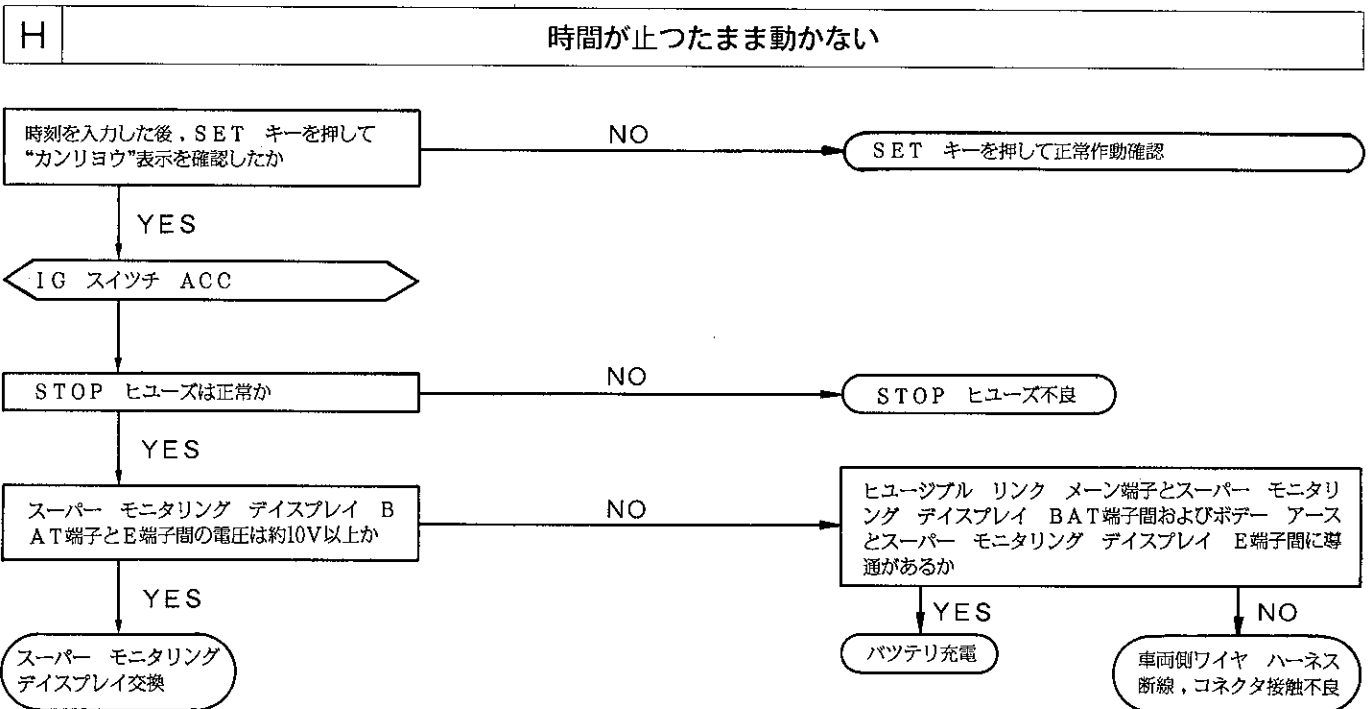 H
時間が止つたまま動かない
時刻を入力した後，SET キーを押して
“カンリヨウ”表示を確認したか
NO
SET キーを押して正常作動確認
YES
IG スイツチ ACC
STOP ヒユーズは正常か
NO
STOP ヒユーズ不良
YES
スーパー モニタリング デイスプレイ B
AT端子とE端子間の電圧は約10V以上か
NO
ヒユージブル リンク メーン端子とスーパー モニタリ
ング デイスプレイ BAT端子間およびボデー アース
とスーパー モニタリング デイスプレイ E端子間に導
通があるか
YES
スーパー モニタリング
デイスプレイ交換
YES
NO
バツテリ充電
車両側ワイヤ ハーネス
断線，コネクタ接触不良